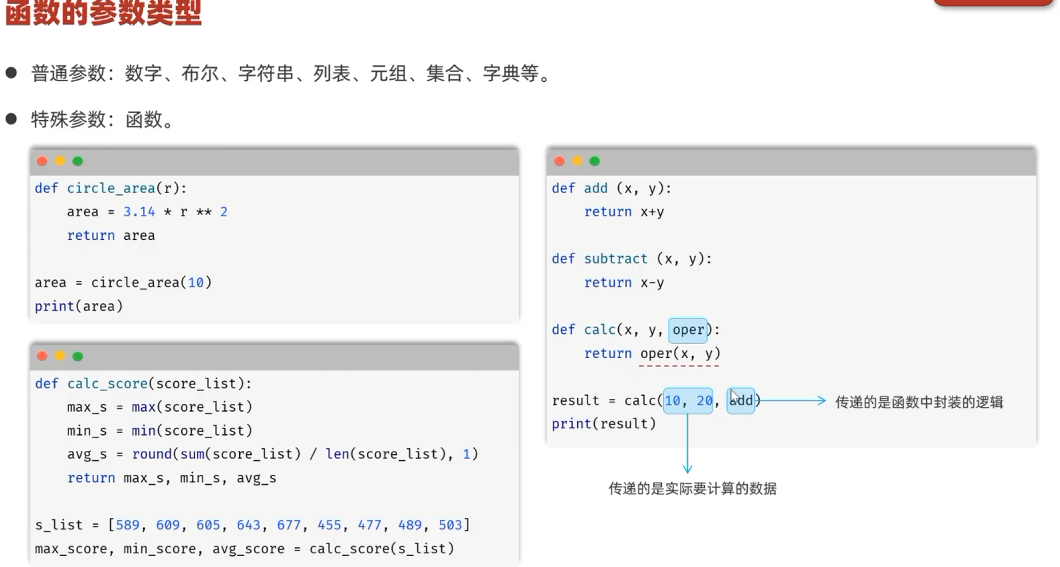 函数的参数类型
● 普通参数：数字、布尔、字符串、列表、元组、集合、字典等。
● 特殊参数：函数。
def circle_area(r):
    area = 3.14 * r ** 2
    return area
area = circle_area(10)
print(area)
def calc_score(score_list):
    max_s = max(score_list)
    min_s = min(score_list)
    avg_s = round(sum(score_list) / len(score_list), 1)
    return max_s, min_s, avg_s
s_list = [589, 609, 605, 643, 677, 455, 477, 489, 503]
max_score, min_score, avg_score = calc_score(s_list)
def add (x, y):
    return x+y
def subtract (x, y):
    return x-y
def calc(x, y, oper):
    return oper(x, y)
result = calc(10, 20, add)
print(result)
传递的是函数中封装的逻辑
传递的是实际要计算的数据